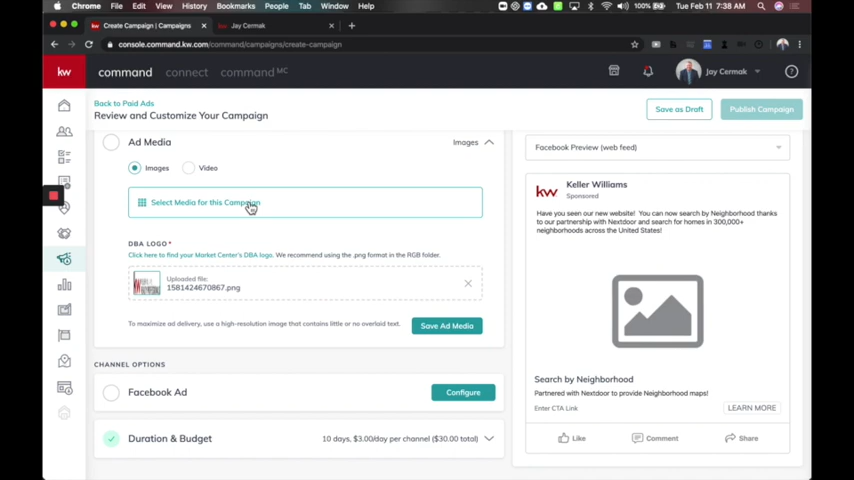 Chrome File Edit View History Bookmarks People Tab Window Help
100% Tue Feb 11 7:38 AM
Create Campaign | Campaigns
Jay Cermak
console.command.kw.com/command/campaigns/create-campaign
kw
command connect command MC
Jay Cermak
Back to Paid Ads
Review and Customize Your Campaign
Save as Draft
Publish Campaign
Ad Media
Images
Images
Video
Select Media for this Campaign
DBA LOGO *
Click here to find your Market Center's DBA logo. We recommend using the .png format in the RGB folder.
Uploaded file:
1581424670867.png
To maximize ad delivery, use a high-resolution image that contains little or no overlaid text.
Save Ad Media
CHANNEL OPTIONS
Facebook Ad
Configure
Duration & Budget
10 days, $3.00/day per channel ($30.00 total)
Facebook Preview (web feed)
kw
Keller Williams
Sponsored
Have you seen our new website! You can now search by Neighborhood thanks
to our partnership with Nextdoor and search for homes in 300,000+
neighborhoods across the United States!
Search by Neighborhood
Partnered with Nextdoor to provide Neighborhood maps!
Enter CTA Link
LEARN MORE
Like
Comment
Share